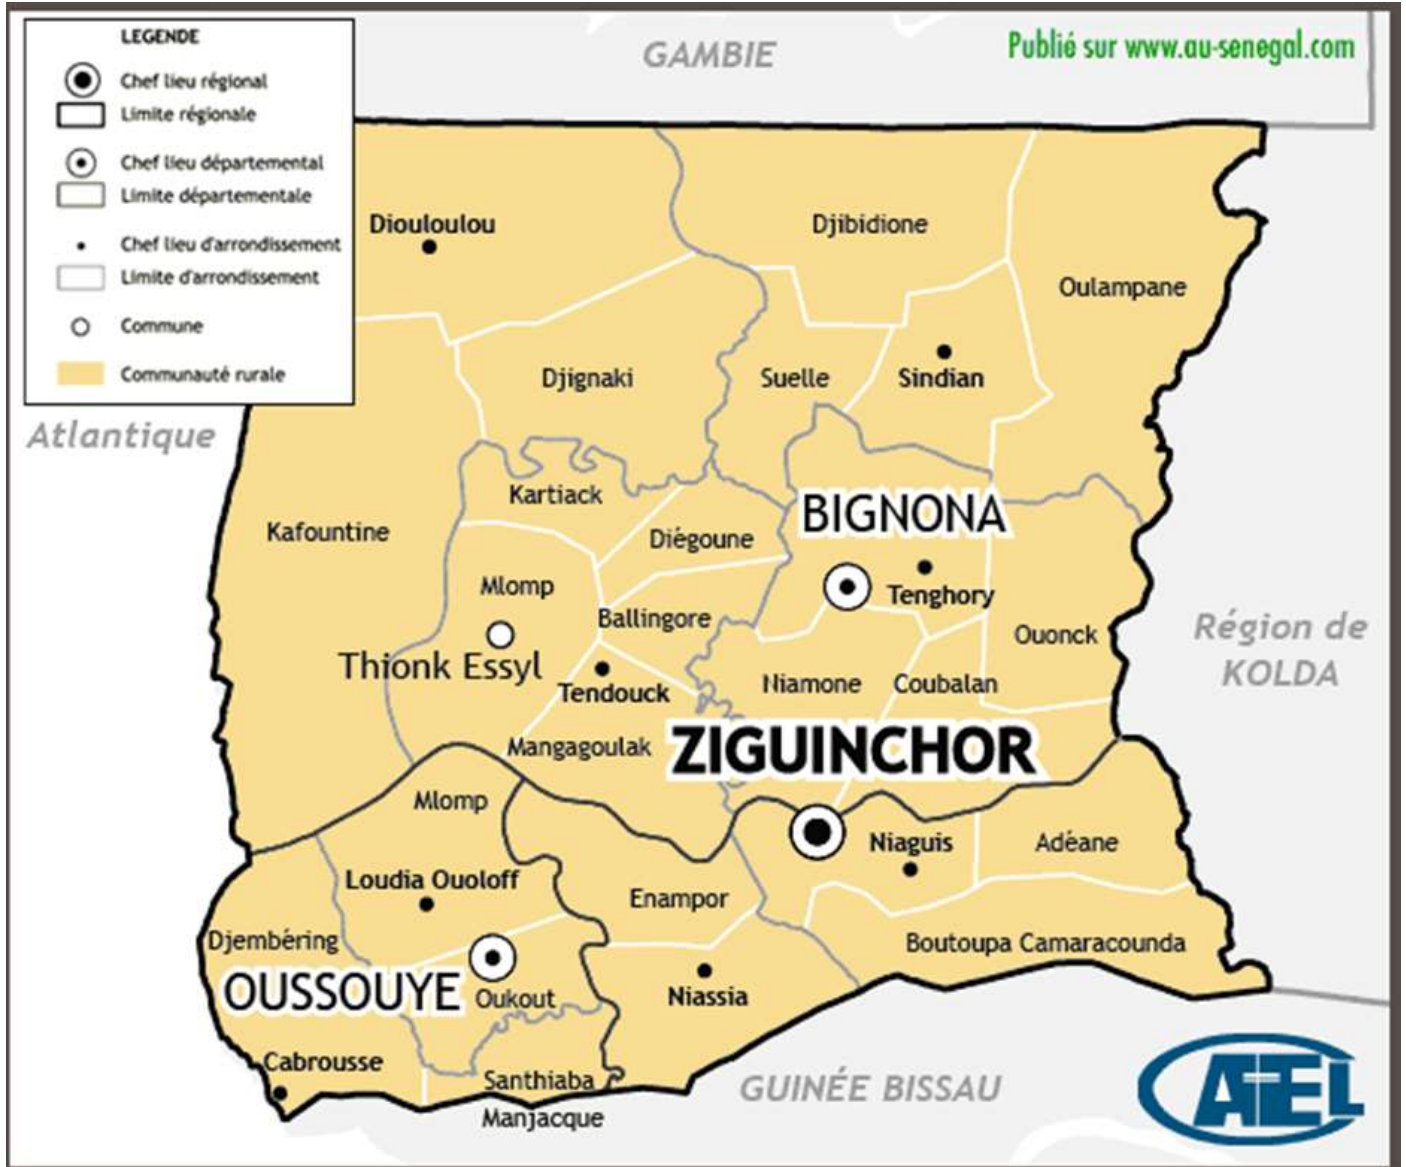 LEGENDE
Chef lieu régional
Limite régionale
Chef lieu départemental
Limite départementale
Chef lieu d'arrondissement
Limite d'arrondissement
Commune
Communauté rurale
GAMBIE
Publié sur www.au-senegal.com
Diouloulou
Djibidione
Oulampane
Djignaki
Suelle
Sindian
Atlantique
Kartiack
Kafountine
Diégoune
BIGNONA
Mlomp
Tenghory
Ballingore
Ouonck
Région de
KOLDA
Thionk Essyl
Tendouck
Niamone
Coubalan
Mangagoulak
ZIGUINCHOR
Mlomp
Niaguis
Adéane
Loudia Ouoloff
Enampor
Djembéring
Boutoupa Camaracounda
OUSSOUYE
Oukout
Niassia
Cabrousse
Santhiaba
Manjacque
GUINÉE BISSAU
ATEL